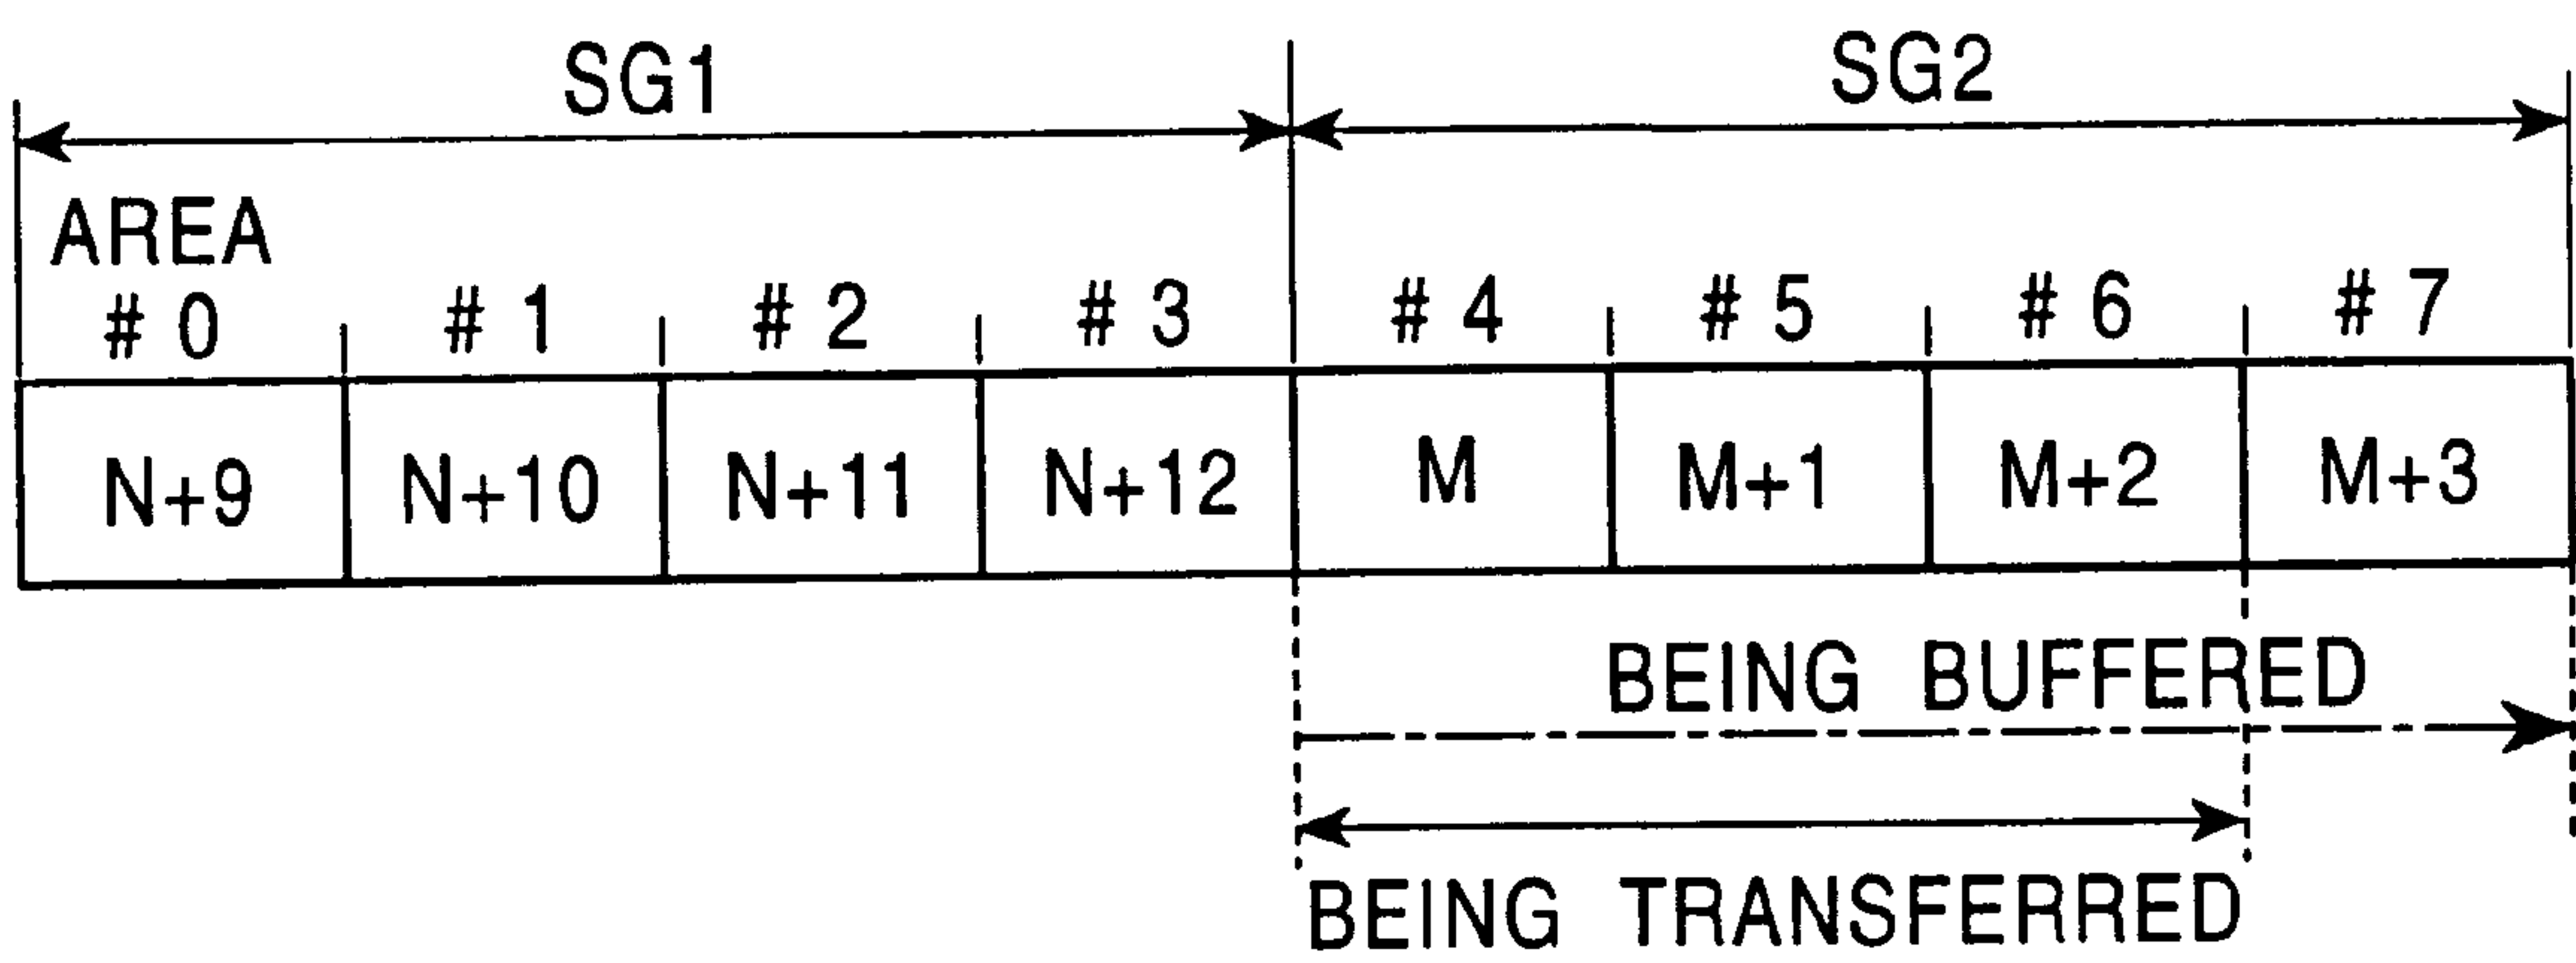 SG1 SG2
AREA
# 0 # 1 # 2 # 3 # 4 # 5 # 6 # 7
N+9 N+10 N+11 N+12 M M+1 M+2 M+3
BEING BUFFERED
BEING TRANSFERRED